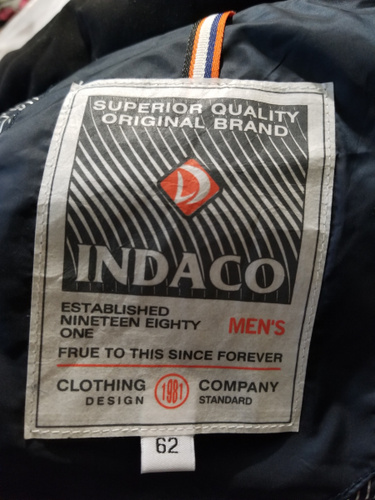 SUPERIOR QUALITY
ORIGINAL BRAND
INDACO
ESTABLISHED
NINETEEN EIGHTY
ONE
MEN'S
FRUE TO THIS SINCE FOREVER
CLOTHING 1981 COMPANY
DESIGN STANDARD
62